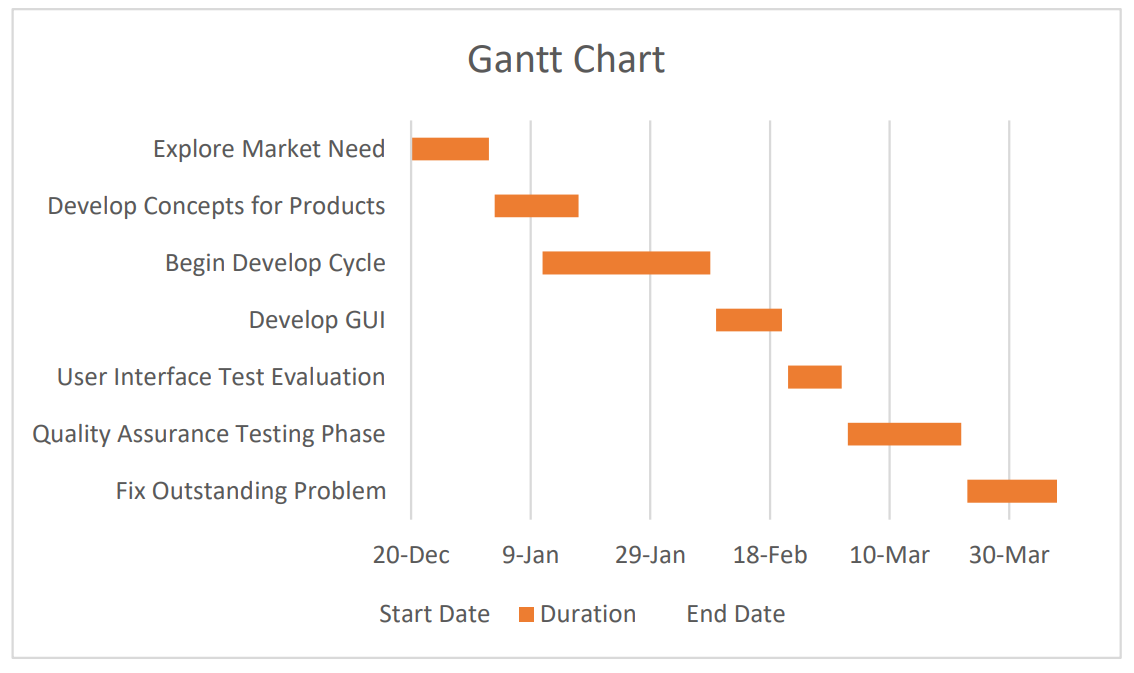 Gantt Chart
Explore Market Need
Develop Concepts for Products
Begin Develop Cycle
Develop GUI
User Interface Test Evaluation
Quality Assurance Testing Phase
Fix Outstanding Problem
20-Dec 9-Jan 29-Jan 18-Feb 10-Mar 30-Mar
Start Date Duration End Date